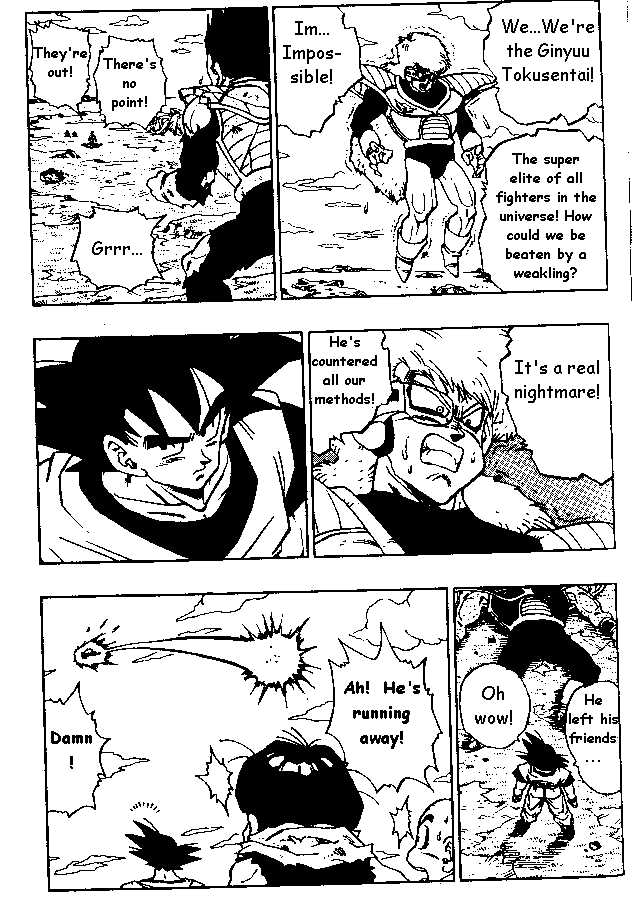 We...We're
the Ginyuu
Tokusentai!
The super
elite of all
fighters in the
universe! How
could we be
beaten by a
weakling?
Im...
Impos-
sible!
There's
no
point!
They're
out!
Grrr...
It's a real
nightmare!
He's
countered
all our
methods!
He
left his
friends
...
Oh
wow!
Ah! He's
running
away!
Damn
!